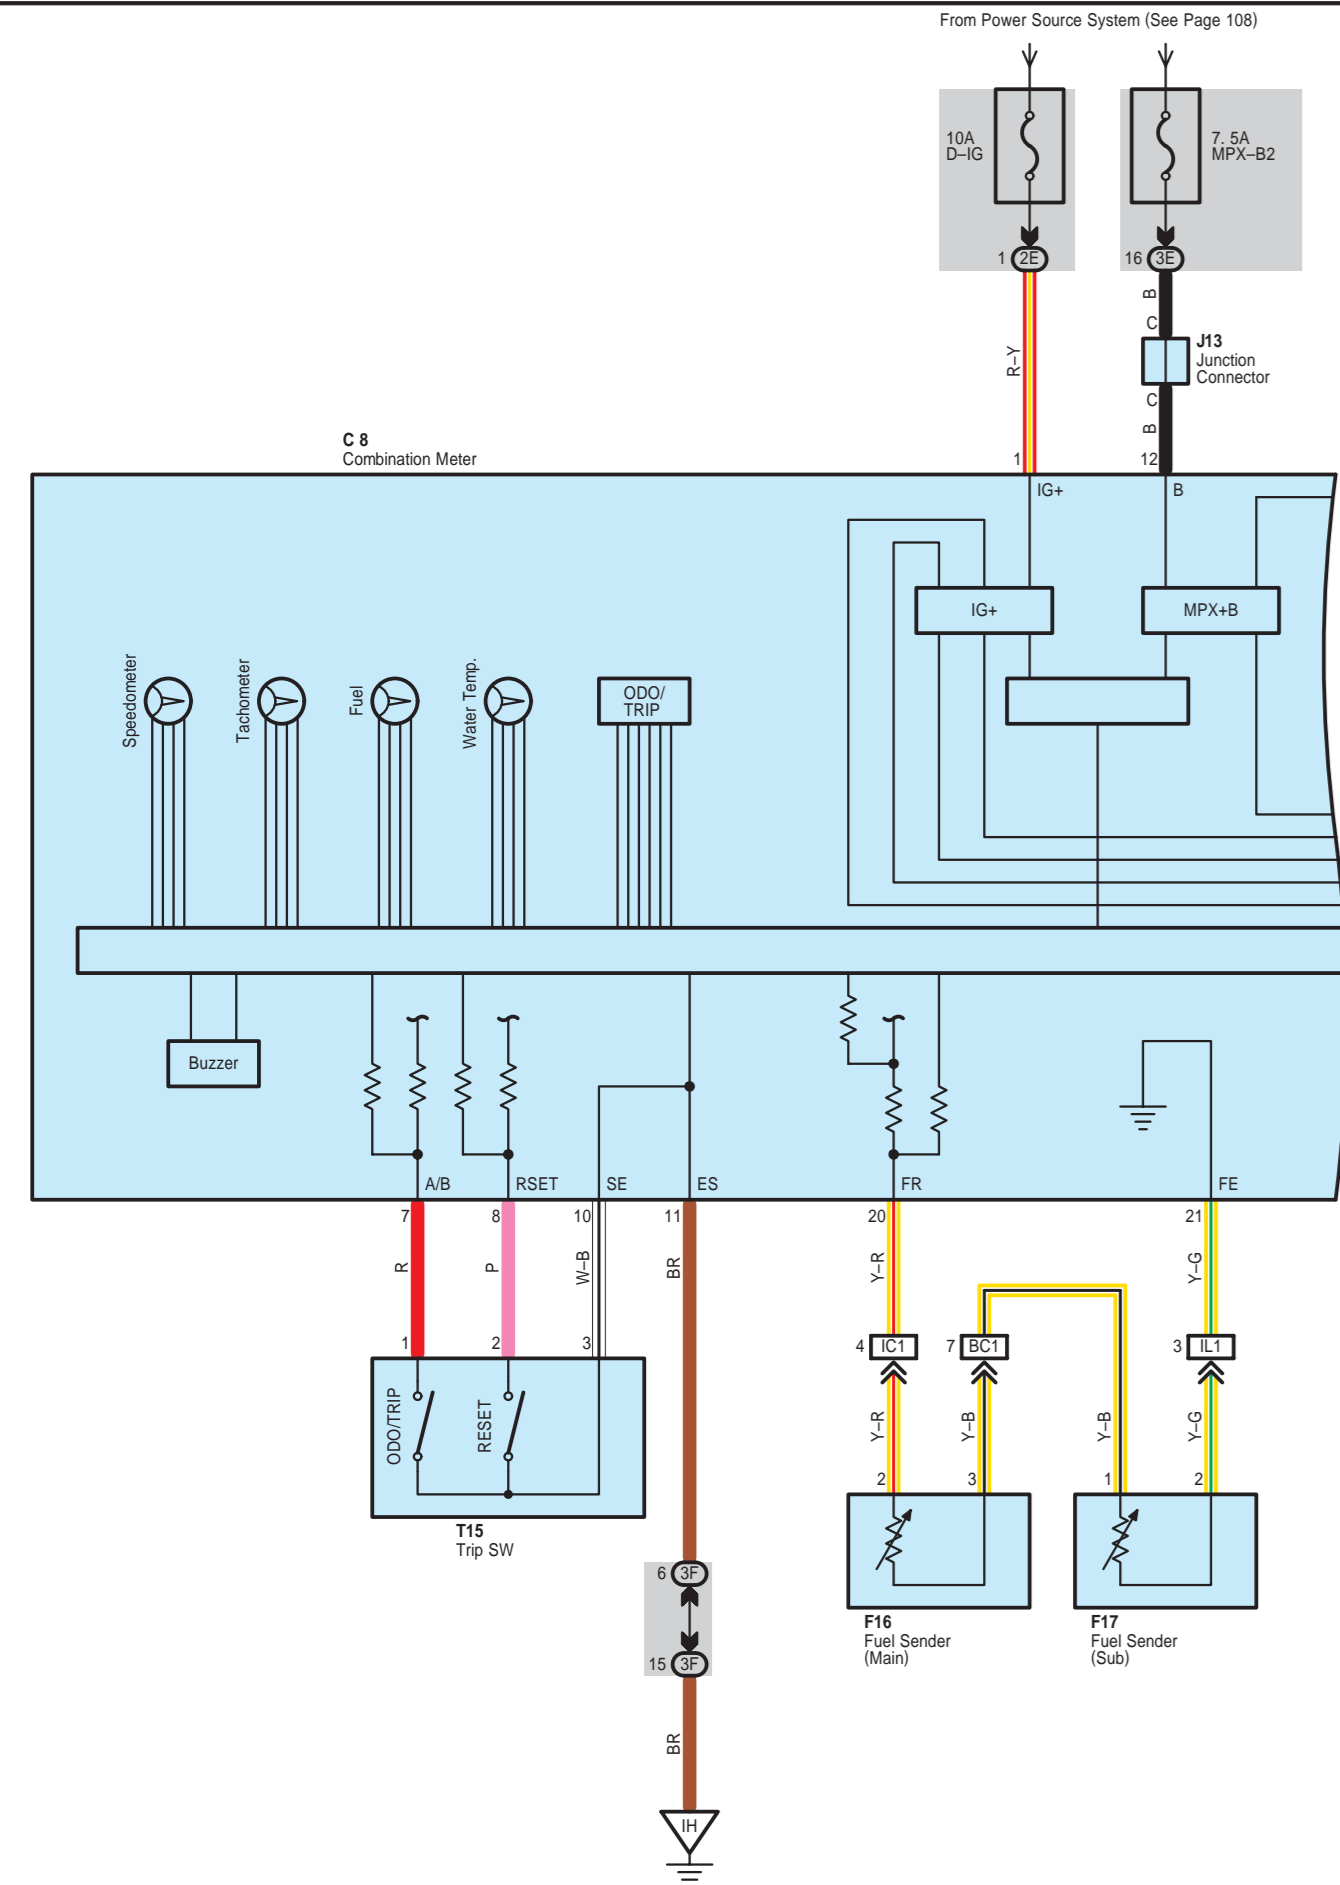 From Power Source System (See Page 108)
10A
D–IG
7. 5A
MPX–B2
1
2E
16
3E
B
C
J13
Junction
Connector
R–Y
C
B
C 8
Combination Meter
1
12
IG+
B
IG+
MPX+B
Speedometer
Tachometer
Fuel
Water Temp.
ODO/
TRIP
Buzzer
A/B
RSET
SE
ES
FR
FE
7
8
10
11
20
21
R
P
W–B
BR
Y–R
Y–G
1
2
3
4
IC1
7
BC1
3
IL1
ODO/TRIP
RESET
Y–R
Y–B
Y–B
Y–G
2
3
1
2
T15
Trip SW
6
3F
F16
Fuel Sender
(Main)
F17
Fuel Sender
(Sub)
15
3F
BR
IH